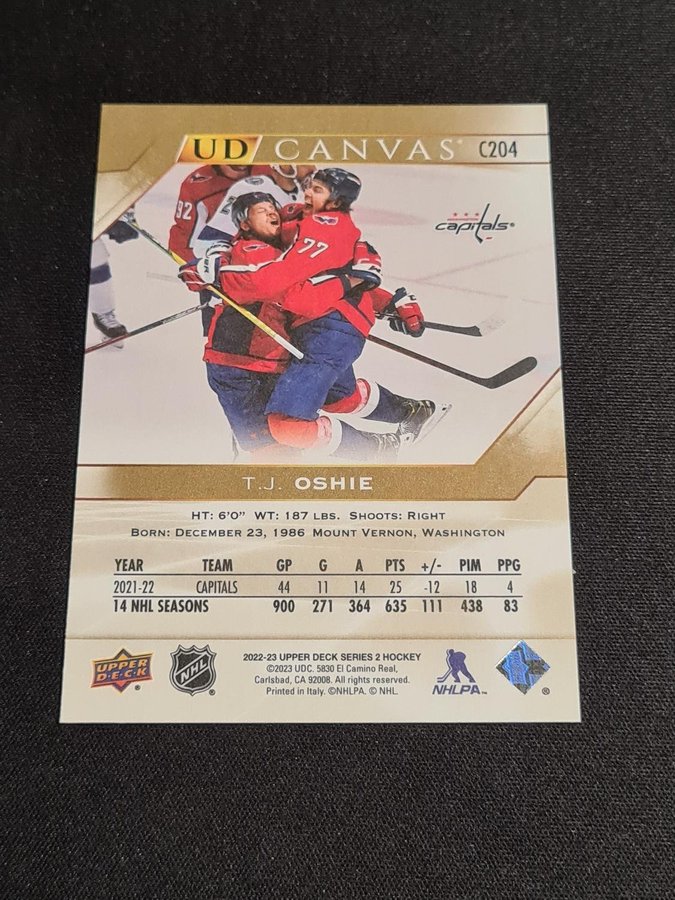 UD CANVAS® C204
92
77
CCM
capitals®
T.J. OSHIE
HT: 6'0" WT: 187 LBS. SHOOTS: RIGHT
BORN: DECEMBER 23, 1986 MOUNT VERNON, WASHINGTON
YEAR TEAM GP G A PTS +/- PIM PPG
2021-22 CAPITALS 44 11 14 25 -12 18 4
14 NHL SEASONS 900 271 364 635 111 438 83
UPPER DECK®
NHL®
2022-23 UPPER DECK SERIES 2 HOCKEY
©2023 UDC. 5830 El Camino Real,
Carlsbad, CA 92008. All rights reserved.
Printed in Italy. ©NHLPA. © NHL.
NHLPA™
®